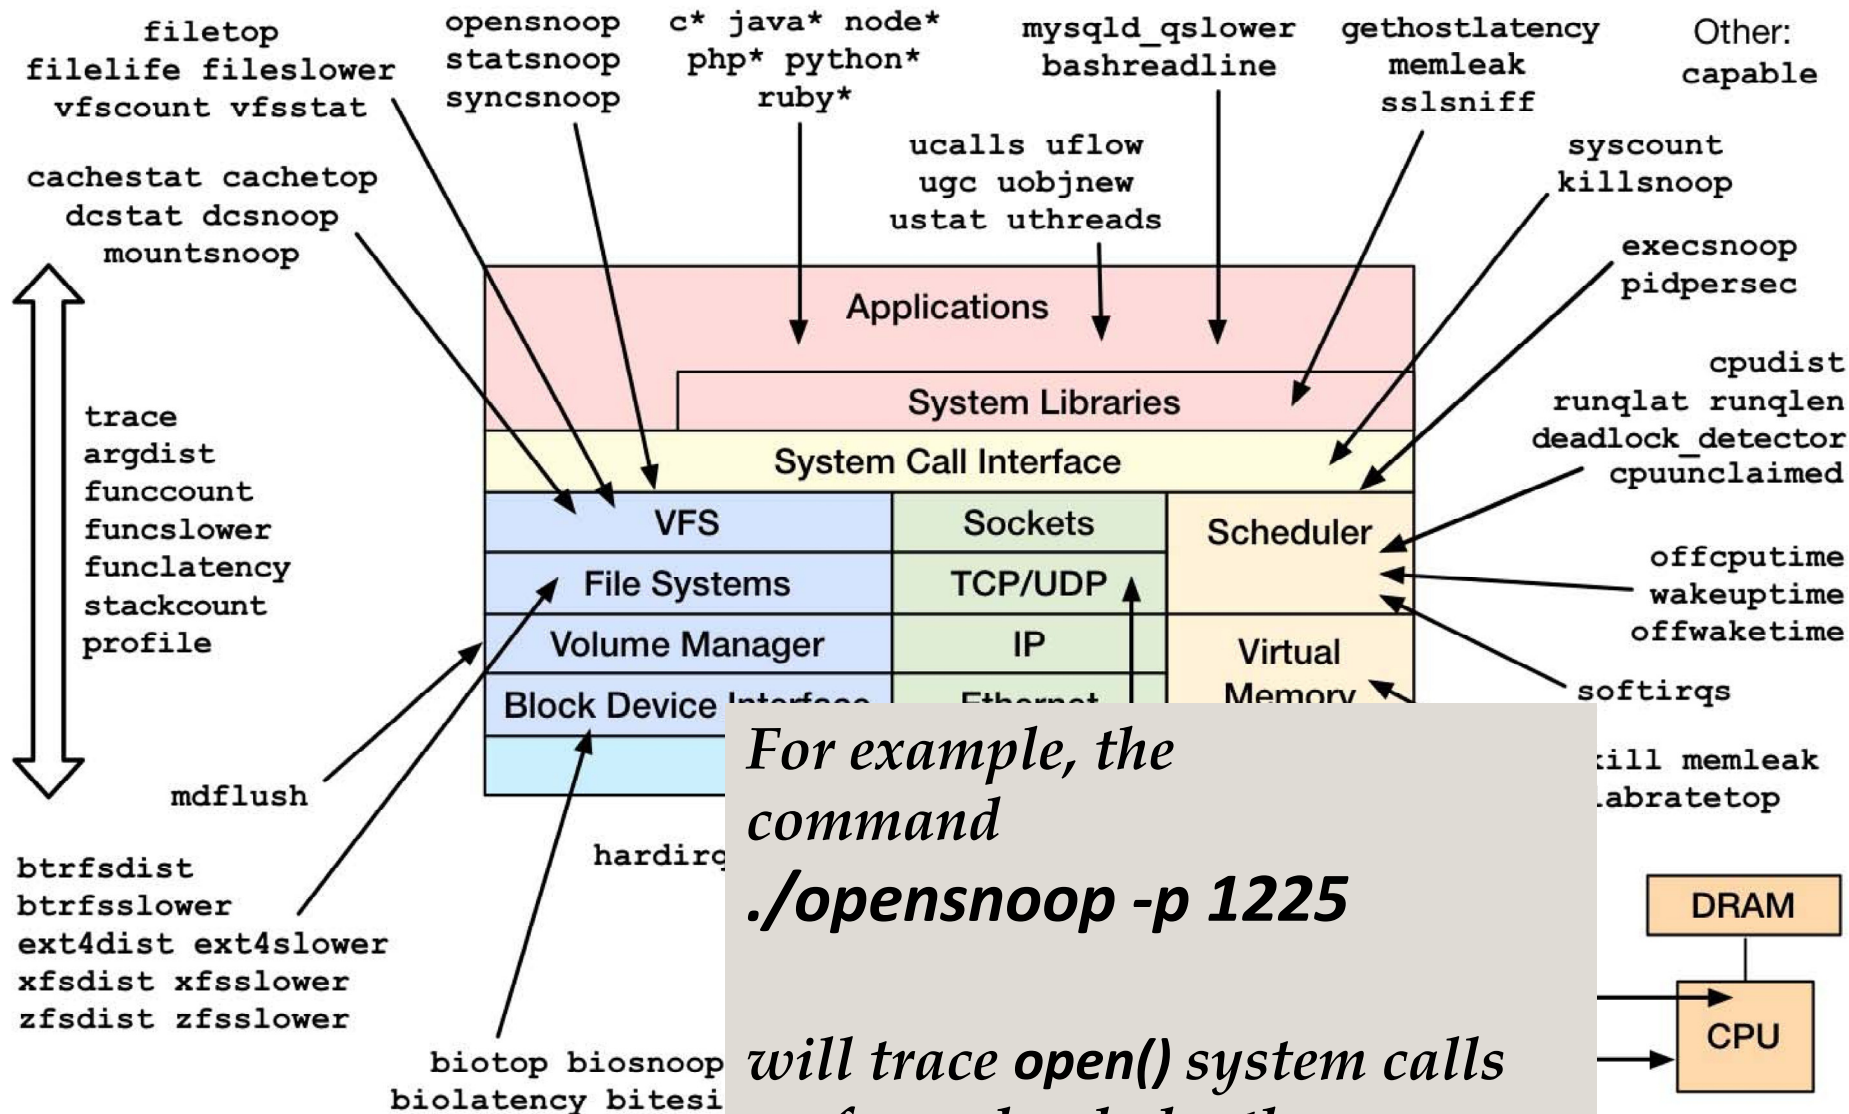 filetop
filelife fileslower
vfscount vfsstat
opensnoop
statsnoop
syncsnoop
c* java* node*
php* python*
ruby*
mysqld_qslower
bashreadline
gethostlatency
memleak
sslsniff
Other:
capable
cachestat cachetop
dcstat dcsnoop
mountsnoop
ucalls uflow
ugc uobjnew
ustat uthreads
syscount
killsnoop
execsnoop
pidpersec
Applications
System Libraries
System Call Interface
VFS
Sockets
Scheduler
File Systems
TCP/UDP
Volume Manager
IP
Virtual
Memory
Block Device Interface
Ethernet
trace
argdist
funccount
funcslower
funclatency
stackcount
profile
cpudist
runqlat runqlen
deadlock_detector
cpuunclaimed
offcputime
wakeuptime
offwaketime
softirqs
memleak
mdflush
btrfsdist
btrfsslower
ext4dist ext4slower
xfsdist xfsslower
zfsdist zfsslower
biotop biosnoop
biolatency
For example, the
command
./opensnoop -p 1225
will trace open() system calls
DRAM
CPU